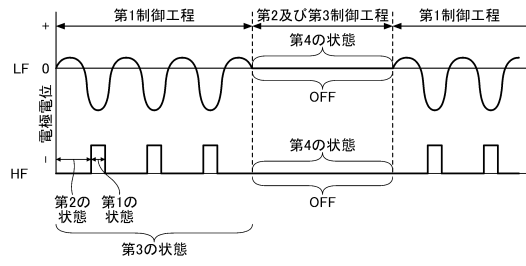 第1制御工程
第2及び第3制御工程
第1制御工程
+
第4の状態
LF
0
OFF
電極電位
第4の状態
-
HF
第2の状態
第1の状態
OFF
第3の状態